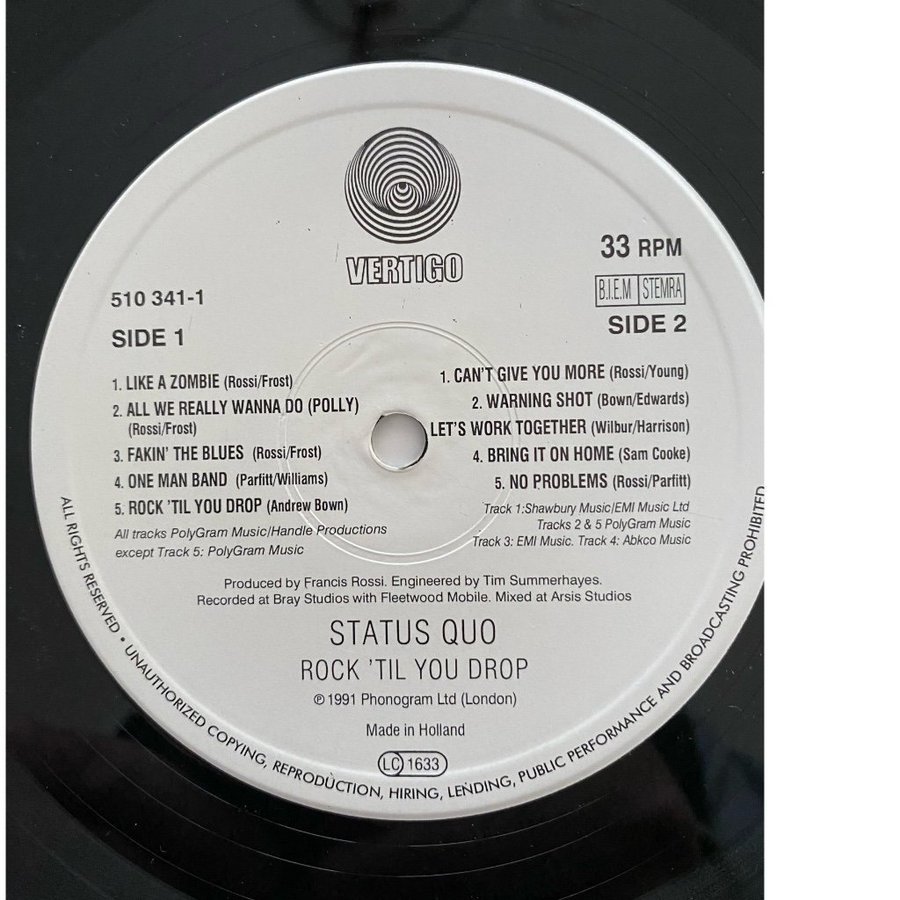 VERTIGO
510 341-1
SIDE 1
1. LIKE A ZOMBIE (Rossi/Frost)
2. ALL WE REALLY WANNA DO (POLLY)
(Rossi/Frost)
3. FAKIN' THE BLUES (Rossi/Frost)
4. ONE MAN BAND (Parfitt/Williams)
5. ROCK 'TIL YOU DROP (Andrew Bown)
All tracks PolyGram Music/Handle Productions
except Track 5: PolyGram Music
33 RPM
B.I.E.M STEMRA
SIDE 2
1. CAN'T GIVE YOU MORE (Rossi/Young)
2. WARNING SHOT (Bown/Edwards)
LET'S WORK TOGETHER (Wilbur/Harrison)
4. BRING IT ON HOME (Sam Cooke)
5. NO PROBLEMS (Rossi/Parfitt)
Track 1:Shawbury Music/EMI Music Ltd
Tracks 2 & 5 PolyGram Music
Track 3: EMI Music. Track 4: Abkco Music
Produced by Francis Rossi. Engineered by Tim Summerhayes.
Recorded at Bray Studios with Fleetwood Mobile. Mixed at Arsis Studios
STATUS QUO
ROCK 'TIL YOU DROP
℗ 1991 Phonogram Ltd (London)
Made in Holland
LC 1633
ALL RIGHTS RESERVED • UNAUTHORIZED COPYING, REPRODUCTION, HIRING, LENDING, PUBLIC PERFORMANCE AND BROADCASTING PROHIBITED